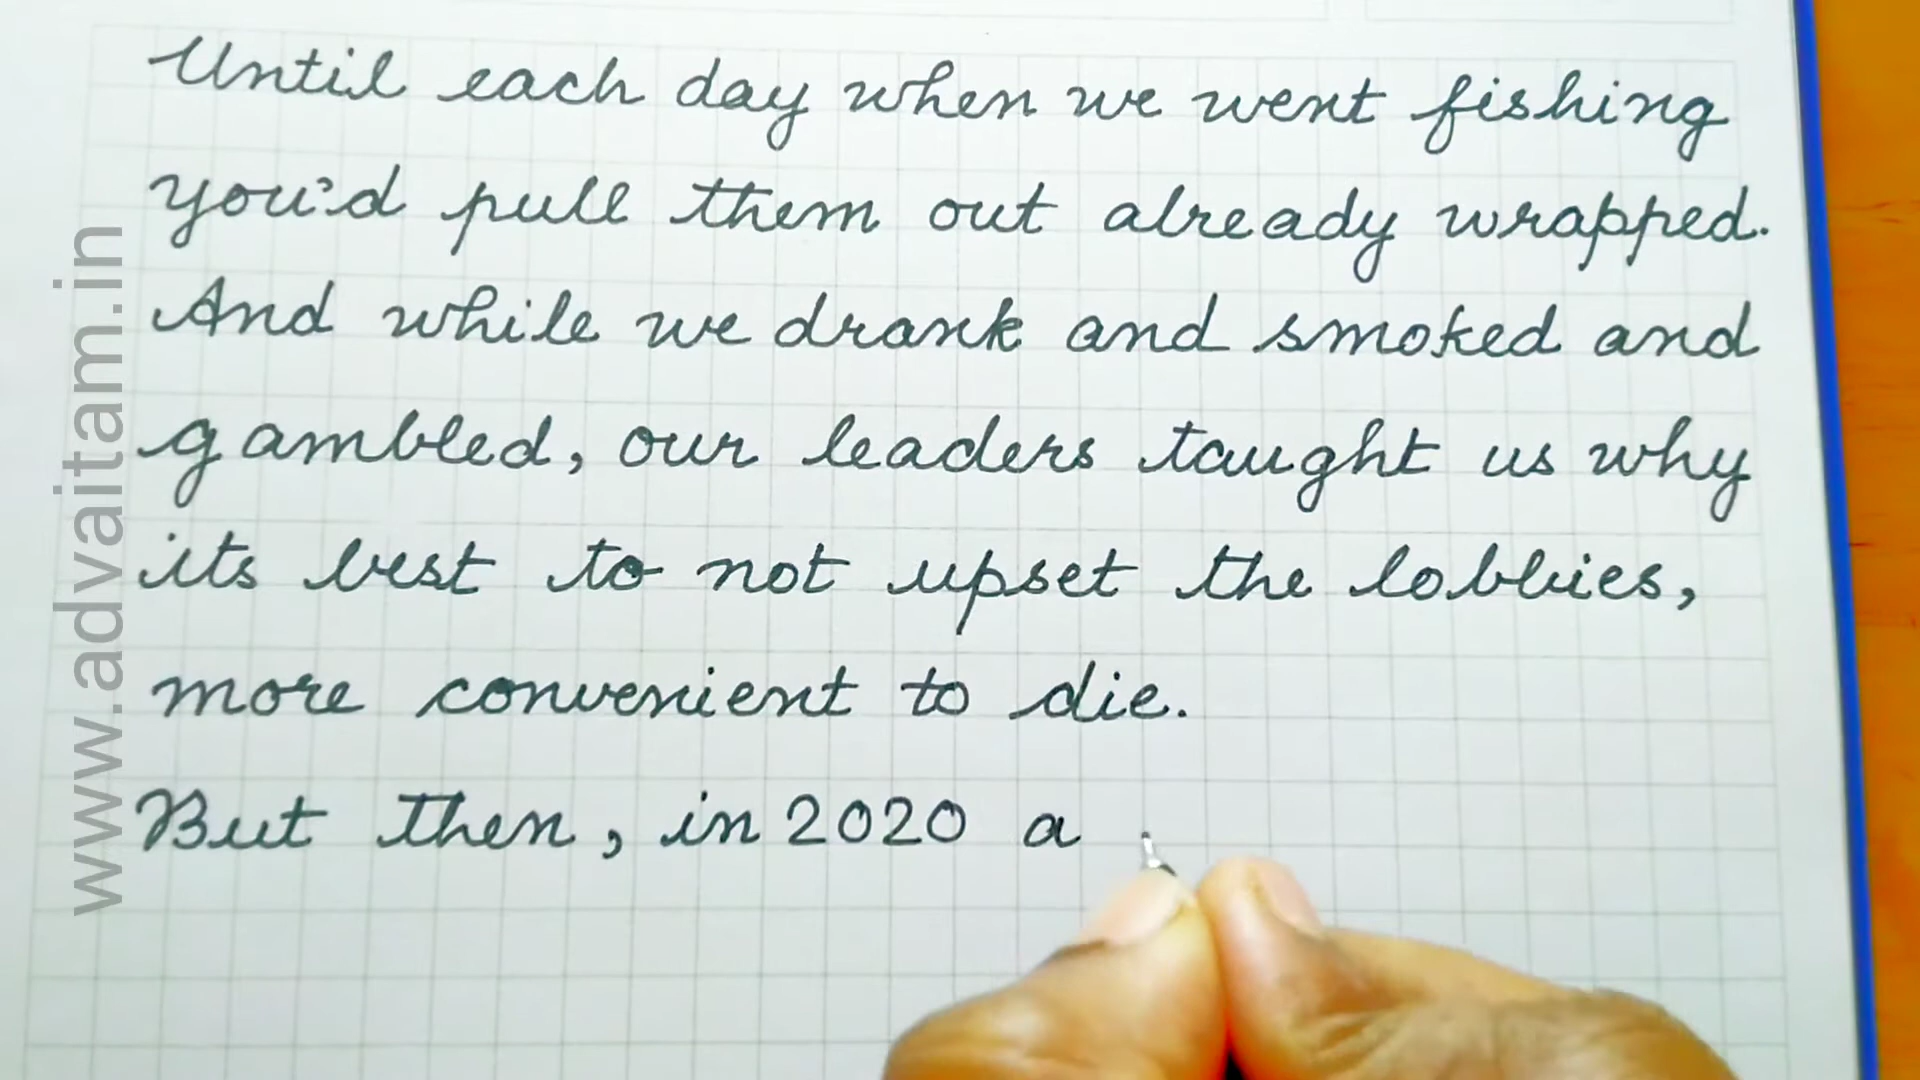 Until each day when we went fishing
you'd pull them out already wrapped.
And while we drank and smoked and
gambled, our leaders taught us why
its best to not upset the lobbies,
more convenient to die.
But then, in 2020 a
www.advaitam.in